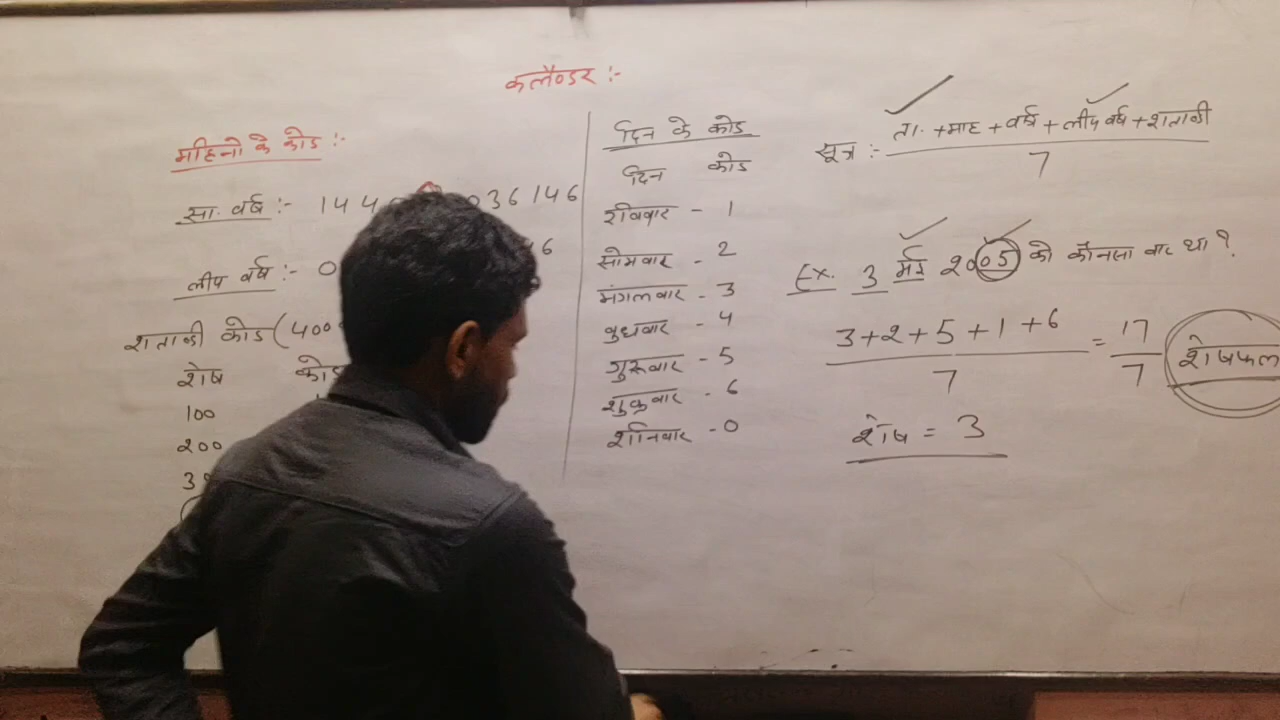 कलैण्डर :-
महिनो के कोड :-
सा. वर्ष :- 144 036146
लीप वर्ष :- 0 6
शताब्दी कोड (400
शेष कोड
100
200
3
दिन के कोड
दिन कोड
रविवार - 1
सोमवार - 2
मंगलवार - 3
बुधवार - 4
गुरूवार - 5
शुक्रवार - 6
शनिवार - 0
सूत्र :- ता. + माह + वर्ष + लीप वर्ष + शताब्दी
7
Ex. 3 मई 2005 को कौनसा वार था ?
3+2+5+1+6 = 17
7 7
शेषफल
शेष = 3